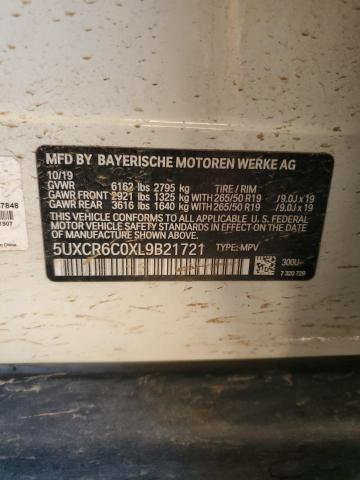 MFD BY BAYERISCHE MOTOREN WERKE AG
10/19
GVWR 6162 lbs 2795 kg TIRE / RIM
GAWR FRONT 2921 lbs 1325 kg WITH 265/50 R19 /9.0J x 19
GAWR REAR 3616 lbs 1640 kg WITH 265/50 R19 /9.0J x 19
THIS VEHICLE CONFORMS TO ALL APPLICABLE U.S. FEDERAL MOTOR VEHICLE SAFETY STANDARDS IN EFFECT
ON THE DATE OF MANUFACTURE SHOWN ABOVE.
5UXCR6C0XL9B21721 TYPE: MPV
300U
7 320 729
7848
1907